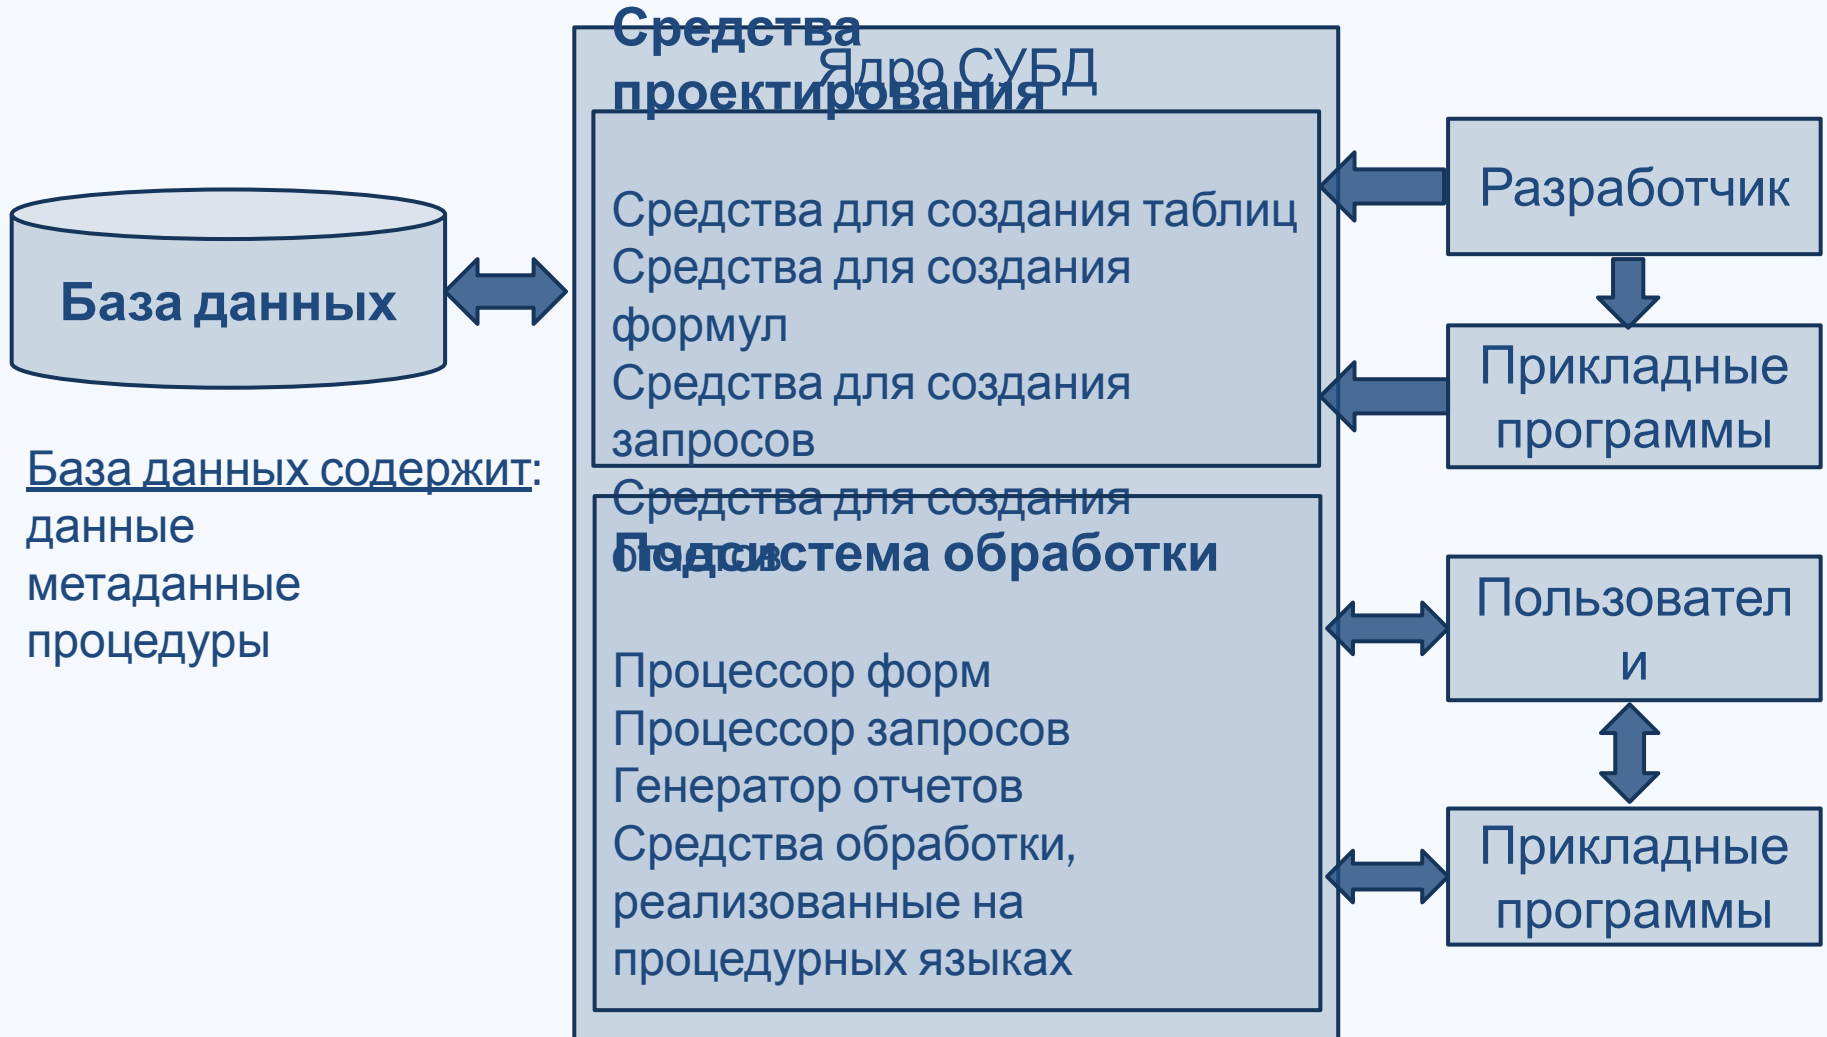 Средства
проектирования
Ядро СУБД
Средства для создания таблиц
Средства для создания
формул
Средства для создания
запросов
Средства для создания
отчетов
Подсистема обработки
Процессор форм
Процессор запросов
Генератор отчетов
Средства обработки,
реализованные на
процедурных языках
База данных
База данных содержит:
данные
метаданные
процедуры
Разработчик
Прикладные
программы
Пользовател
и
Прикладные
программы